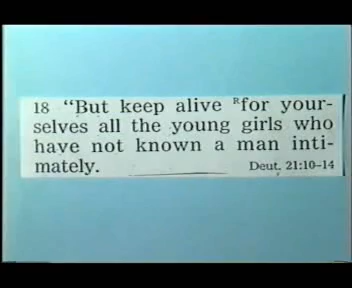 18 “But keep alive ᴿfor your-
selves all the young girls who
have not known a man inti-
mately. Deut. 21:10–14